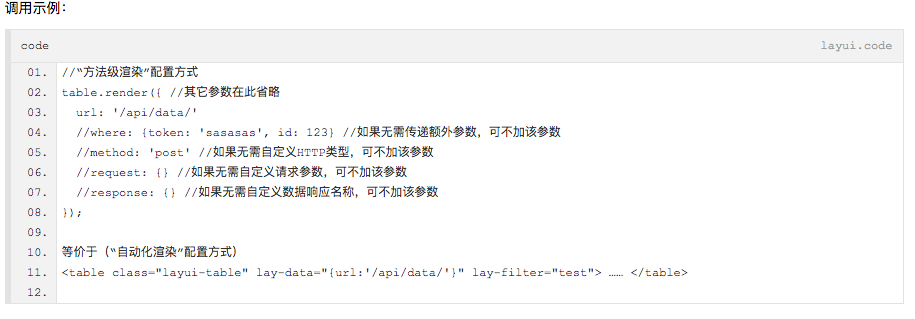 调用示例：
code
layui.code
01. //“方法级渲染”配置方式
02. table.render({ //其它参数在此省略
03.   url: '/api/data/'
04.   //where: {token: 'sasasas', id: 123} //如果无需传递额外参数，可不加该参数
05.   //method: 'post' //如果无需自定义HTTP类型，可不加该参数
06.   //request: {} //如果无需自定义请求参数，可不加该参数
07.   //response: {} //如果无需自定义数据响应名称，可不加该参数
08. });
09.
10. 等价于（“自动化渲染”配置方式）
11. <table class="layui-table" lay-data="{url:'/api/data/'}" lay-filter="test"> …… </table>
12.